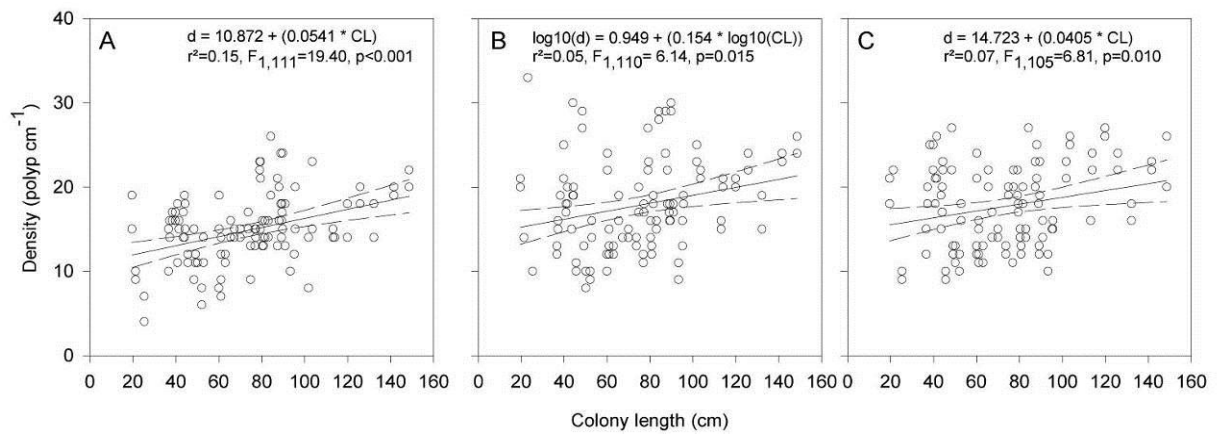 A
d = 10.872 + (0.0541 * CL)
r²=0.15, F1,111=19.40, p<0.001
B
log10(d) = 0.949 + (0.154 * log10(CL))
r²=0.05, F1,110= 6.14, p=0.015
C
d = 14.723 + (0.0405 * CL)
r²=0.07, F1,105=6.81, p=0.010
Density (polyp cm-1)
40
30
20
10
0
0 20 40 60 80 100 120 140 160
0 20 40 60 80 100 120 140 160
0 20 40 60 80 100 120 140 160
Colony length (cm)